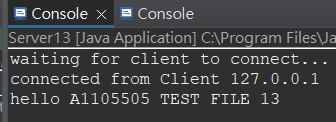 Console Console
Server13 [Java Application] C:\Program Files\Ja
waiting for client to connect...
connected from Client 127.0.0.1
hello A1105505 TEST FILE 13